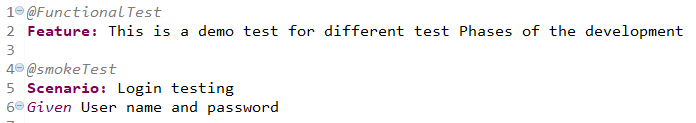 1 @FunctionalTest
2 Feature: This is a demo test for different test Phases of the development
3
4 @smokeTest
5 Scenario: Login testing
6 Given User name and password